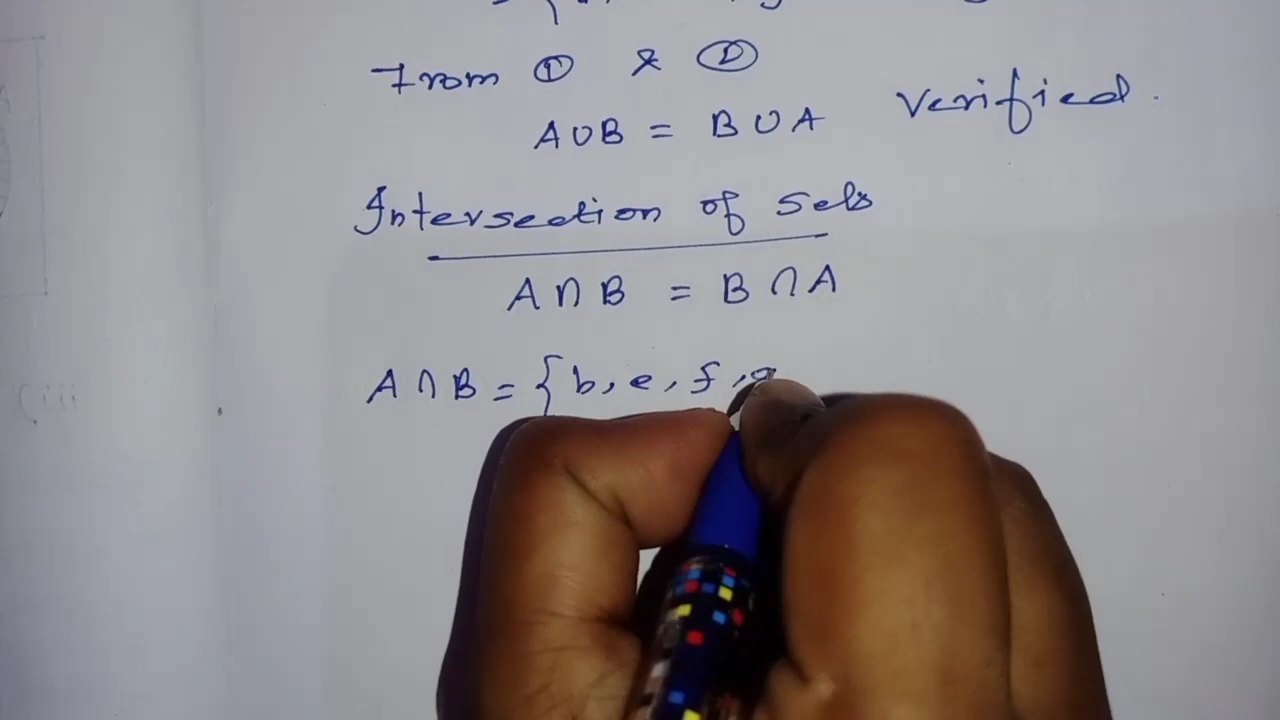 From ① & ②
A∪B = B∪A Verified.
Intersection of Sets
A∩B = B∩A
A∩B = {b, e, f, g